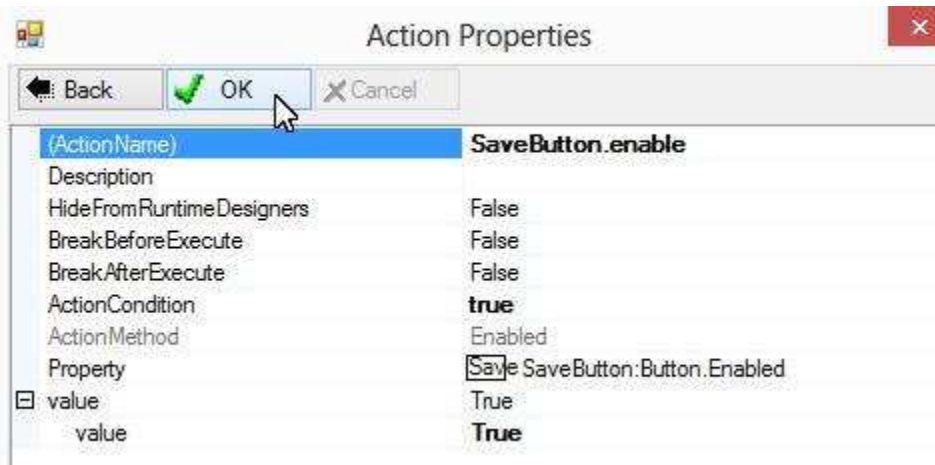 Action Properties
Back OK Cancel
(ActionName) SaveButton.enable
Description
HideFromRuntimeDesigners False
BreakBeforeExecute False
BreakAfterExecute False
ActionCondition true
ActionMethod Enabled
Property Save SaveButton:Button.Enabled
value True
value True